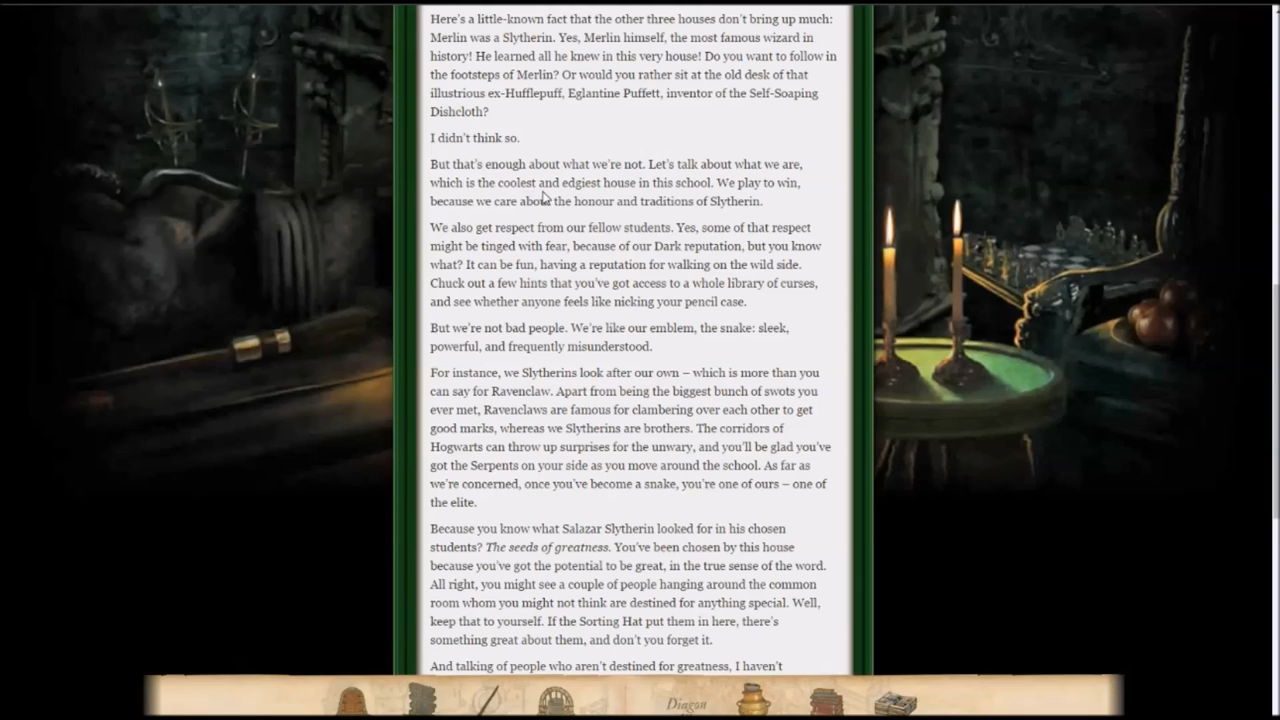 Here's a little-known fact that the other three houses don't bring up much:
Merlin was a Slytherin. Yes, Merlin himself, the most famous wizard in
history! He learned all he knew in this very house! Do you want to follow in
the footsteps of Merlin? Or would you rather sit at the old desk of that
illustrious ex-Hufflepuff, Eglantine Puffett, inventor of the Self-Soaping
Dishcloth?
I didn't think so.
But that's enough about what we're not. Let's talk about what we are,
which is the coolest and edgiest house in this school. We play to win,
because we care about the honour and traditions of Slytherin.
We also get respect from our fellow students. Yes, some of that respect
might be tinged with fear, because of our Dark reputation, but you know
what? It can be fun, having a reputation for walking on the wild side.
Chuck out a few hints that you've got access to a whole library of curses,
and see whether anyone feels like nicking your pencil case.
But we're not bad people. We're like our emblem, the snake: sleek,
powerful, and frequently misunderstood.
For instance, we Slytherins look after our own – which is more than you
can say for Ravenclaw. Apart from being the biggest bunch of swots you
ever met, Ravenclaws are famous for clambering over each other to get
good marks, whereas we Slytherins are brothers. The corridors of
Hogwarts can throw up surprises for the unwary, and you'll be glad you've
got the Serpents on your side as you move around the school. As far as
we're concerned, once you've become a snake, you're one of ours – one of
the elite.
Because you know what Salazar Slytherin looked for in his chosen
students? The seeds of greatness. You've been chosen by this house
because you've got the potential to be great, in the true sense of the word.
All right, you might see a couple of people hanging around the common
room whom you might not think are destined for anything special. Well,
keep that to yourself. If the Sorting Hat put them in here, there's
something great about them, and don't you forget it.
And talking of people who aren't destined for greatness, I haven't
Diagon